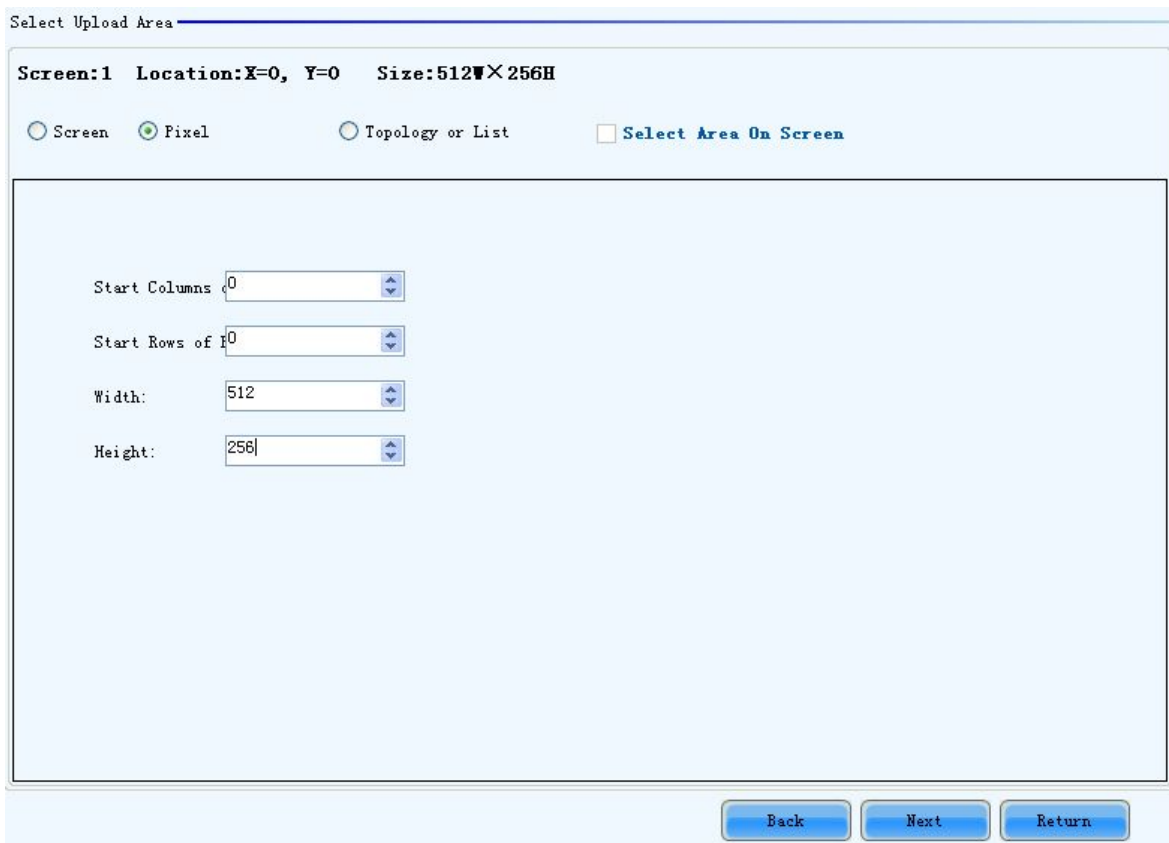 Select Upload Area
Screen:1 Location:X=0, Y=0 Size:512W×256H
Screen Pixel Topology or List Select Area On Screen
Start Columns 0
Start Rows of 0
Width: 512
Height: 256
Back Next Return